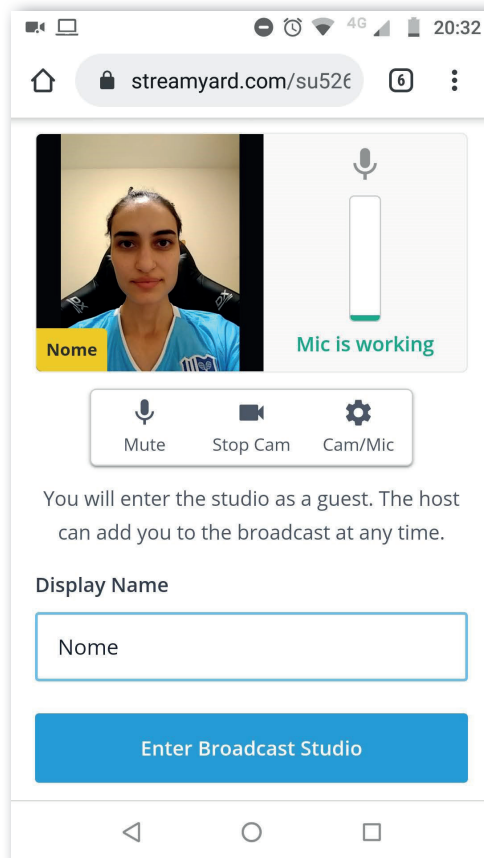 4G 20:32
streamyard.com/su526
6
Nome
Mic is working
Mute Stop Cam Cam/Mic
You will enter the studio as a guest. The host
can add you to the broadcast at any time.
Display Name
Nome
Enter Broadcast Studio